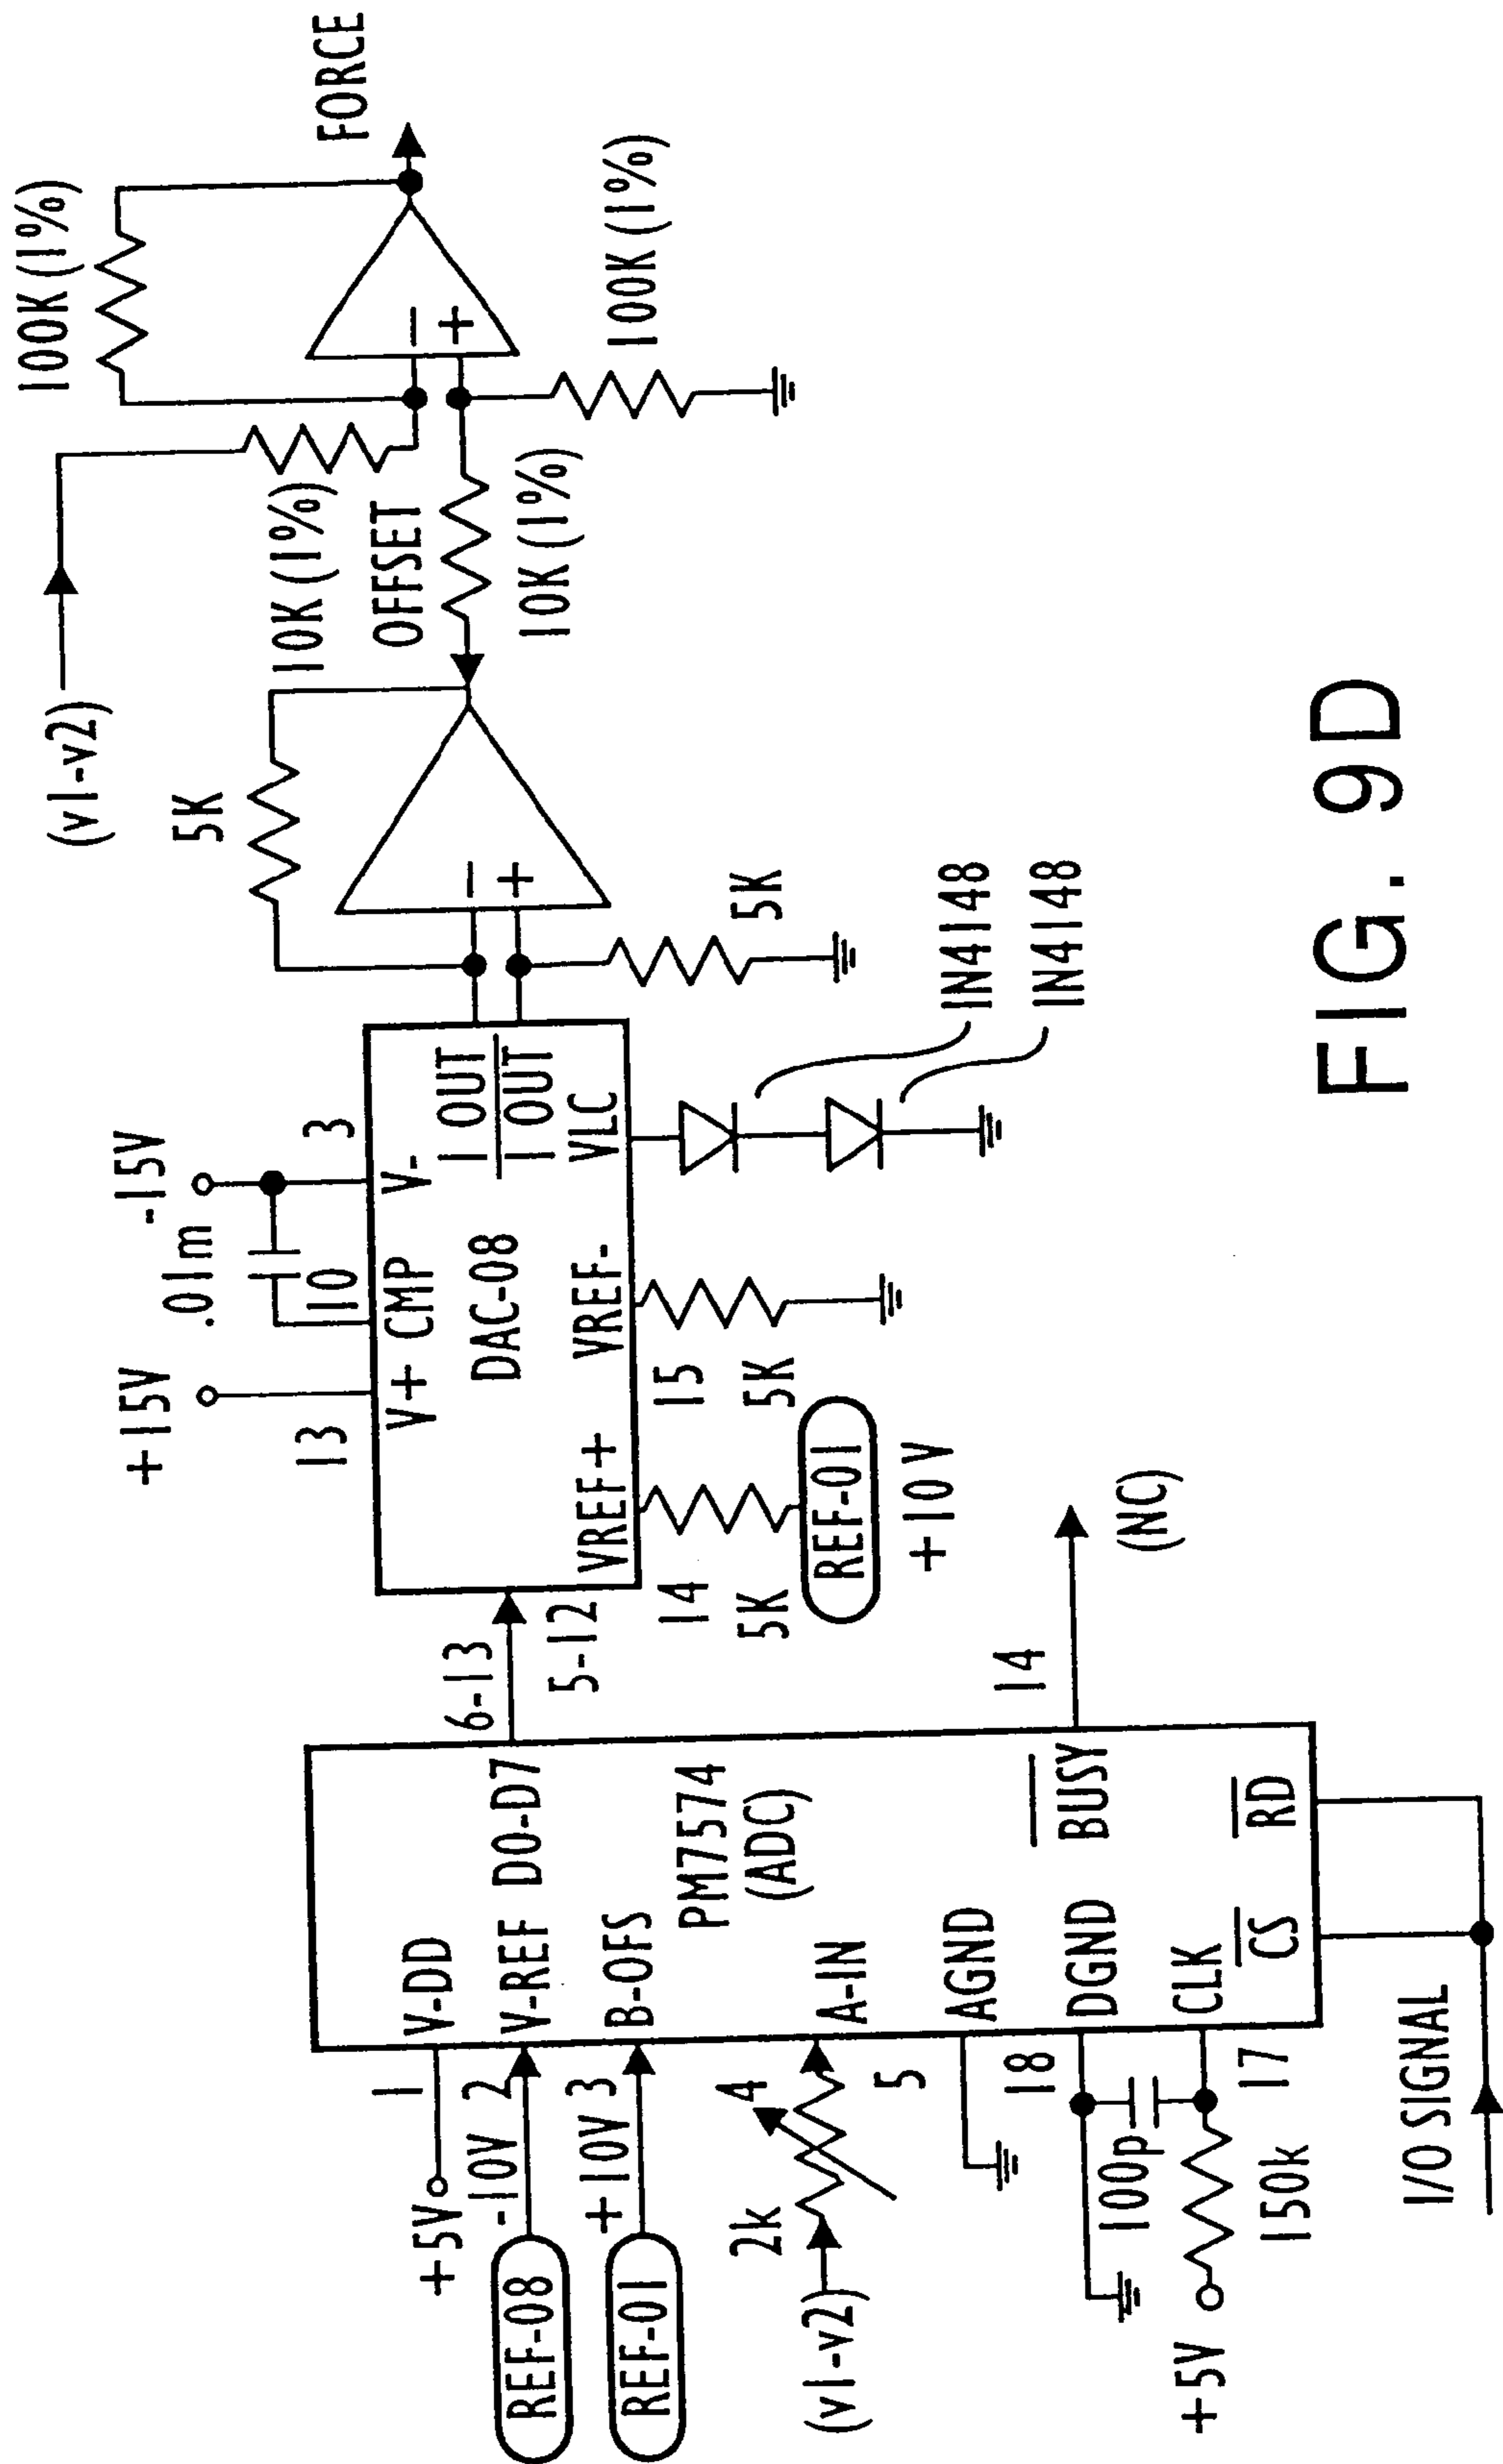 +5V
1
V-DD
REF-08
-10V
2
V-REF
D0-D7
6-13
REF-01
+10V
3
B-OFS
PM7574
(ADC)
(v1-v2)
2k
4
A-IN
5
AGND
18
DGND
100p
CLK
17
150k
+5V
BUSY
14
(NC)
CS
RD
I/O SIGNAL
5-12
+15V
13
V+
.01m
10
CMP
-15V
3
V-
DAC-08
I OUT
I OUT
VLC
VREF+
VREF-
14
5K
REF-01
+10V
15
5K
IN4148
IN4148
5K
5K
(v1-v2)
10K (1%)
OFFSET
10K (1%)
100K (1%)
100K (1%)
FORCE
−
+
−
+
FIG. 9D